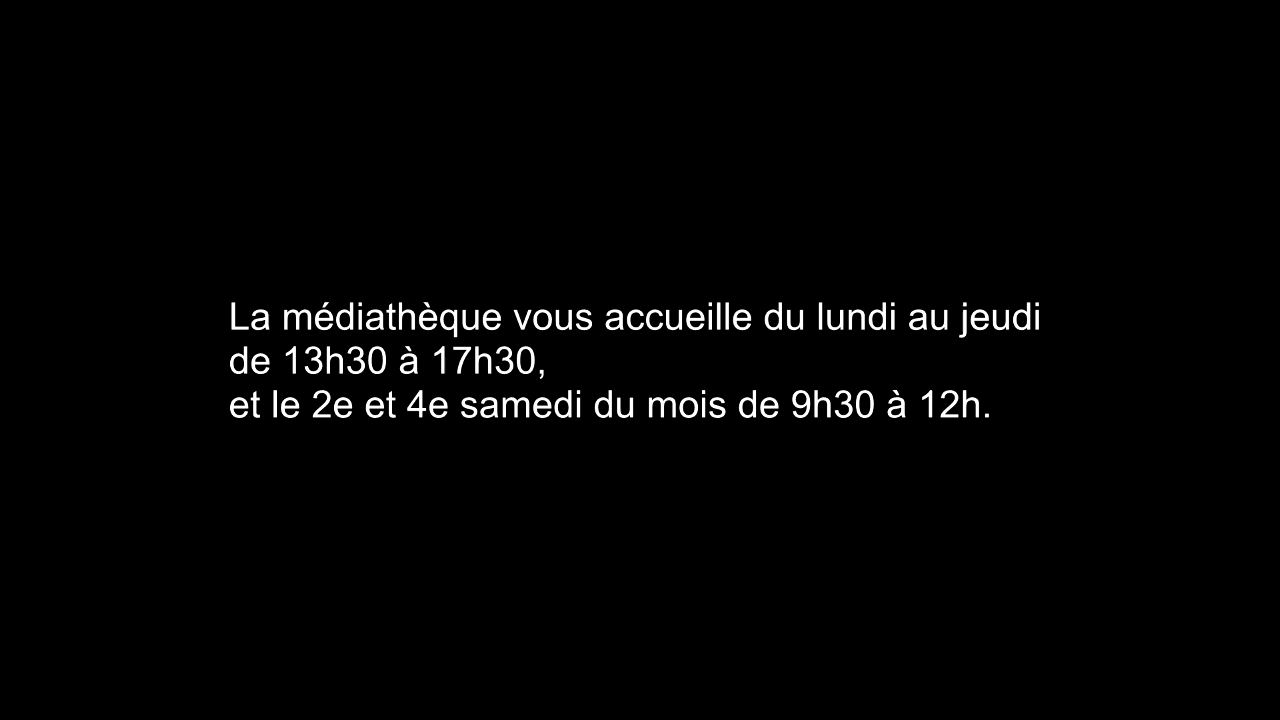 La médiathèque vous accueille du lundi au jeudi
de 13h30 à 17h30,
et le 2e et 4e samedi du mois de 9h30 à 12h.